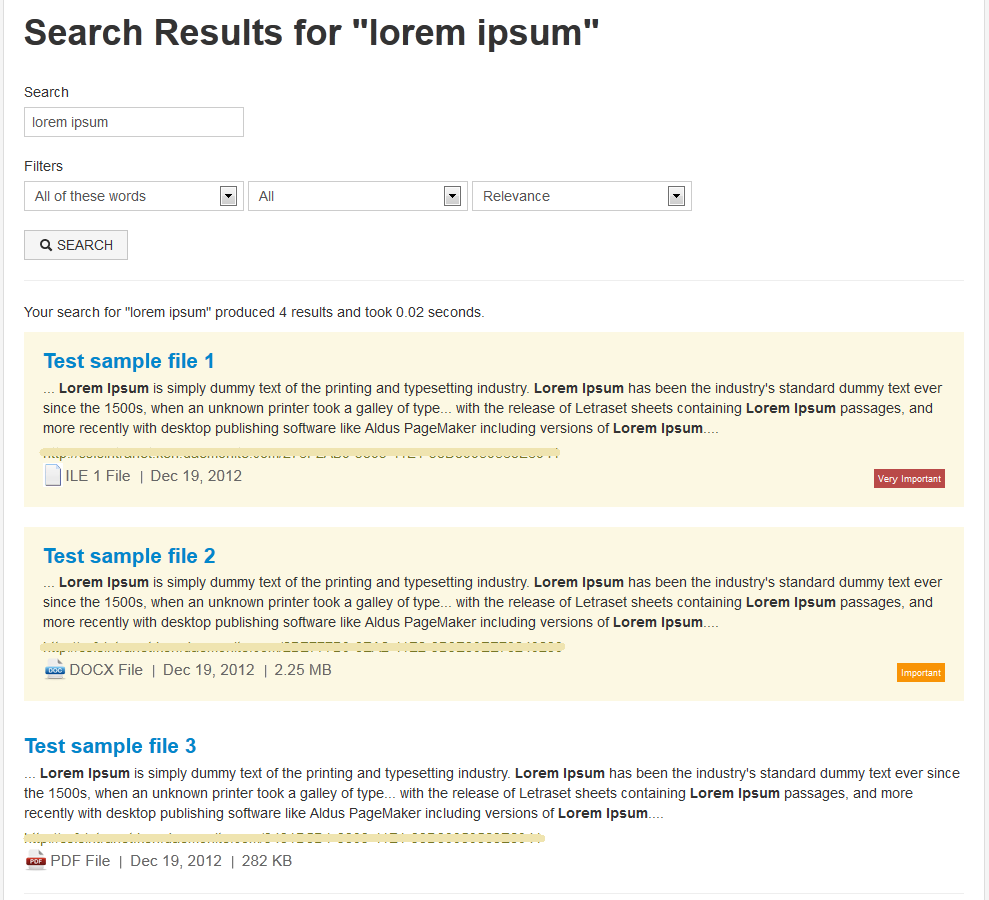 Search Results for "lorem ipsum"
Search
lorem ipsum
Filters
All of these words All Relevance
SEARCH
Your search for "lorem ipsum" produced 4 results and took 0.02 seconds.
Test sample file 1
... Lorem Ipsum is simply dummy text of the printing and typesetting industry. Lorem Ipsum has been the industry's standard dummy text ever
since the 1500s, when an unknown printer took a galley of type... with the release of Letraset sheets containing Lorem Ipsum passages, and
more recently with desktop publishing software like Aldus PageMaker including versions of Lorem Ipsum....
ILE 1 File | Dec 19, 2012 Very Important
Test sample file 2
... Lorem Ipsum is simply dummy text of the printing and typesetting industry. Lorem Ipsum has been the industry's standard dummy text ever
since the 1500s, when an unknown printer took a galley of type... with the release of Letraset sheets containing Lorem Ipsum passages, and
more recently with desktop publishing software like Aldus PageMaker including versions of Lorem Ipsum....
DOC DOCX File | Dec 19, 2012 | 2.25 MB Important
Test sample file 3
... Lorem Ipsum is simply dummy text of the printing and typesetting industry. Lorem Ipsum has been the industry's standard dummy text ever since
the 1500s, when an unknown printer took a galley of type... with the release of Letraset sheets containing Lorem Ipsum passages, and more
recently with desktop publishing software like Aldus PageMaker including versions of Lorem Ipsum....
PDF PDF File | Dec 19, 2012 | 282 KB